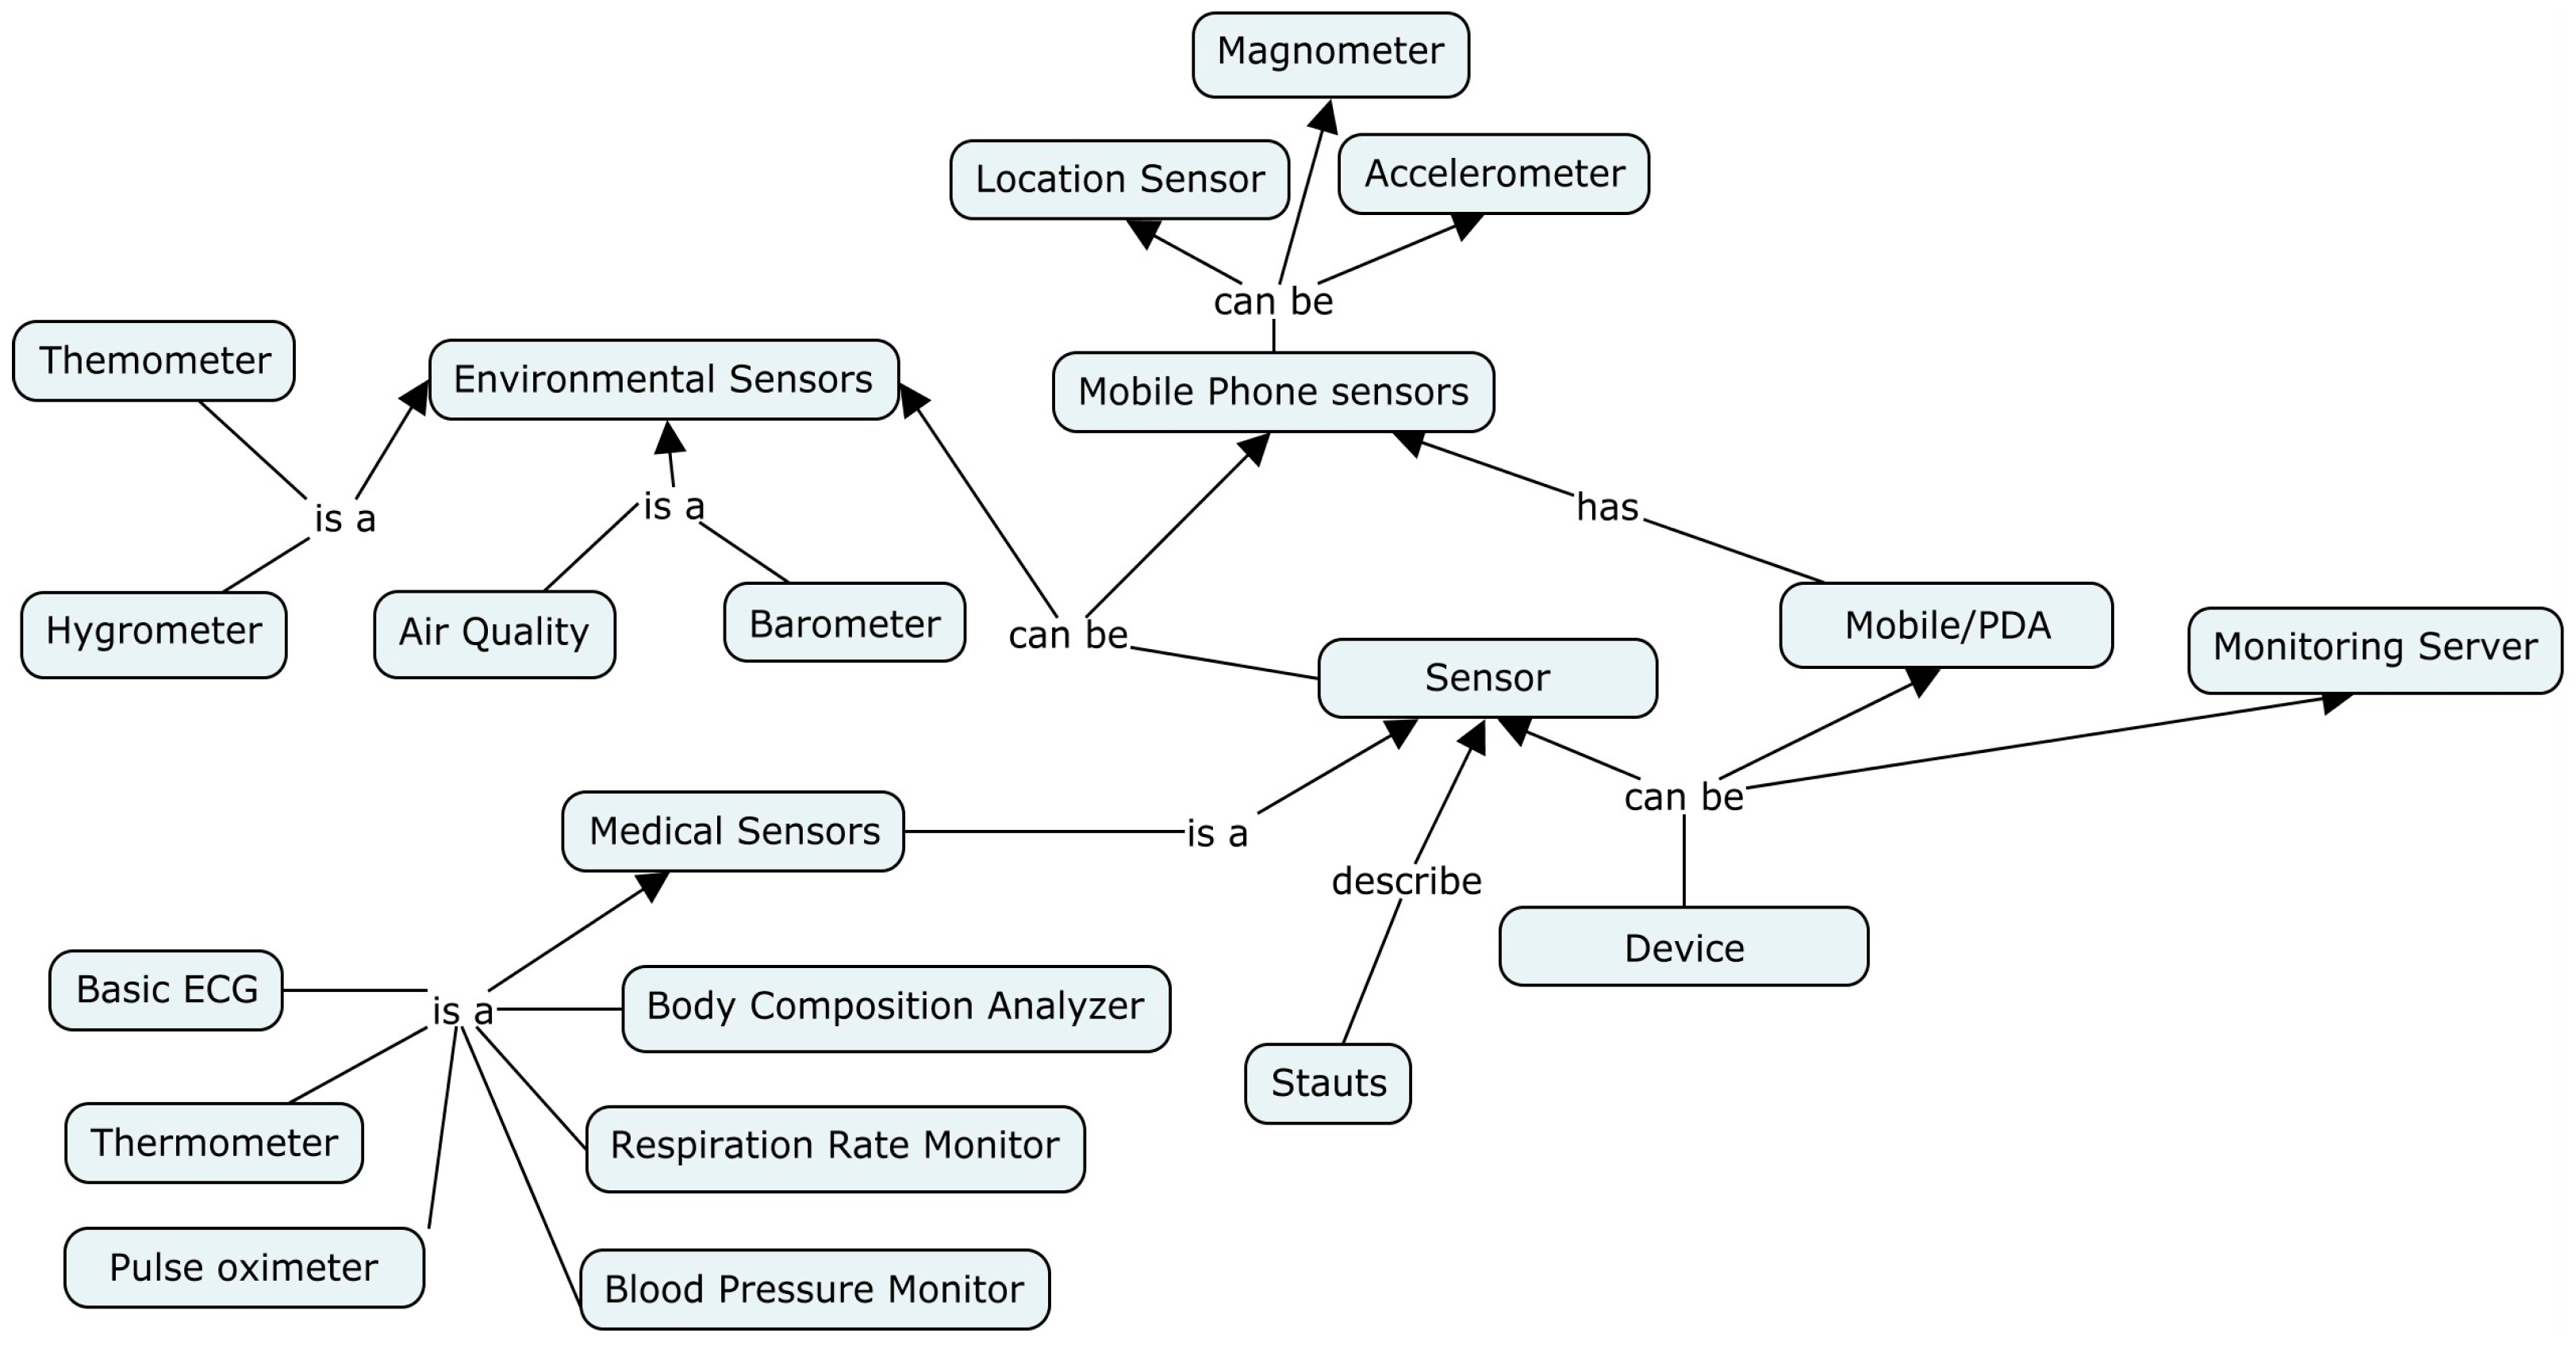 Magnometer
Location Sensor
Accelerometer
can be
Themometer
Environmental Sensors
Mobile Phone sensors
is a
is a
has
Hygrometer
Air Quality
Barometer
can be
Sensor
Mobile/PDA
Monitoring Server
can be
Medical Sensors
is a
describe
Device
Basic ECG
is a
Body Composition Analyzer
Stauts
Thermometer
Respiration Rate Monitor
Pulse oximeter
Blood Pressure Monitor